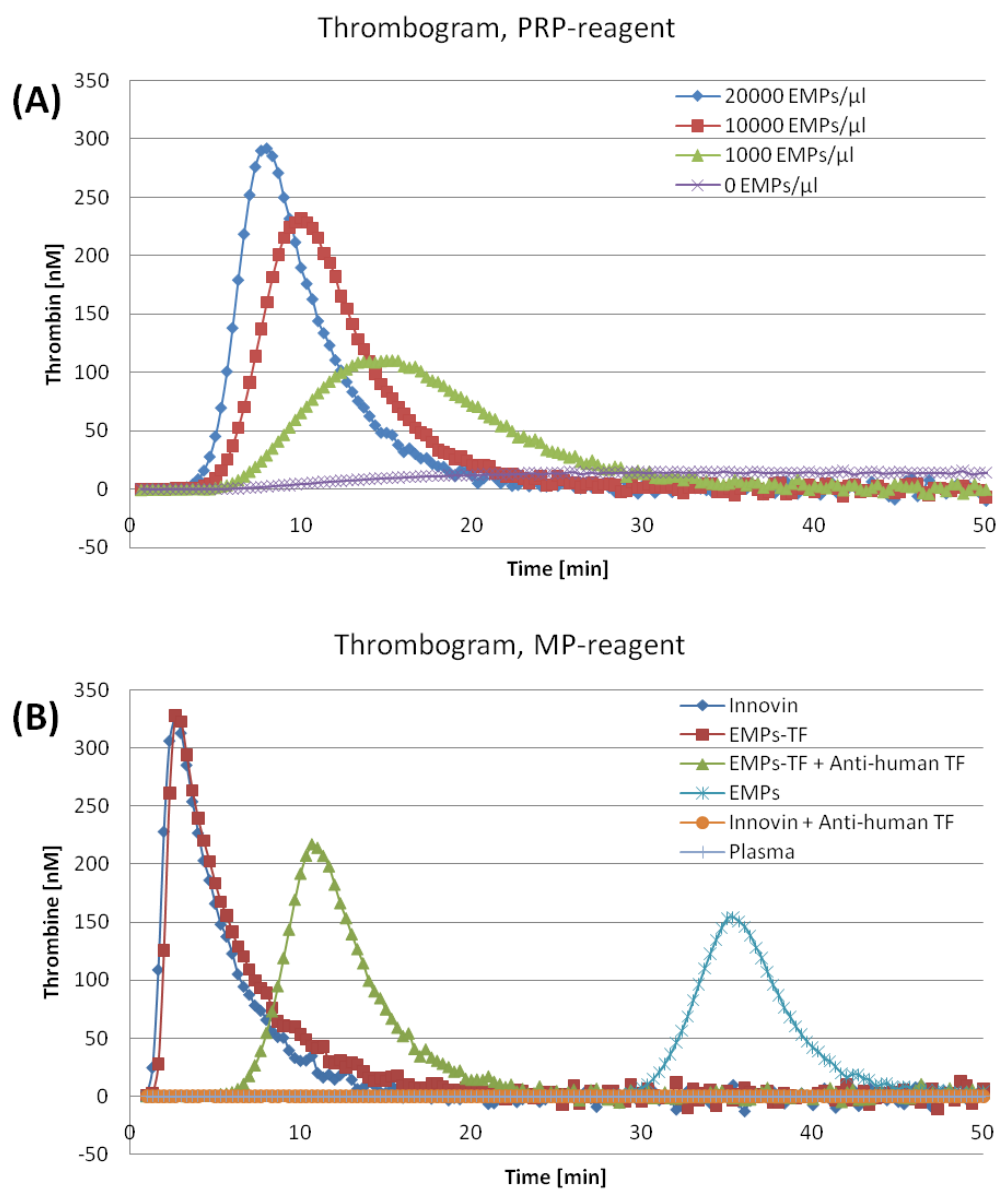 Thrombogram, PRP-reagent
(A)
350
300
250
200
150
100
50
0
-50
Thrombin [nM]
20000 EMPs/µl
10000 EMPs/µl
1000 EMPs/µl
0 EMPs/µl
0 10 20 30 40 50
Time [min]
Thrombogram, MP-reagent
(B)
350
300
250
200
150
100
50
0
-50
Thrombine [nM]
Innovin
EMPs-TF
EMPs-TF + Anti-human TF
EMPs
Innovin + Anti-human TF
Plasma
0 10 20 30 40 50
Time [min]